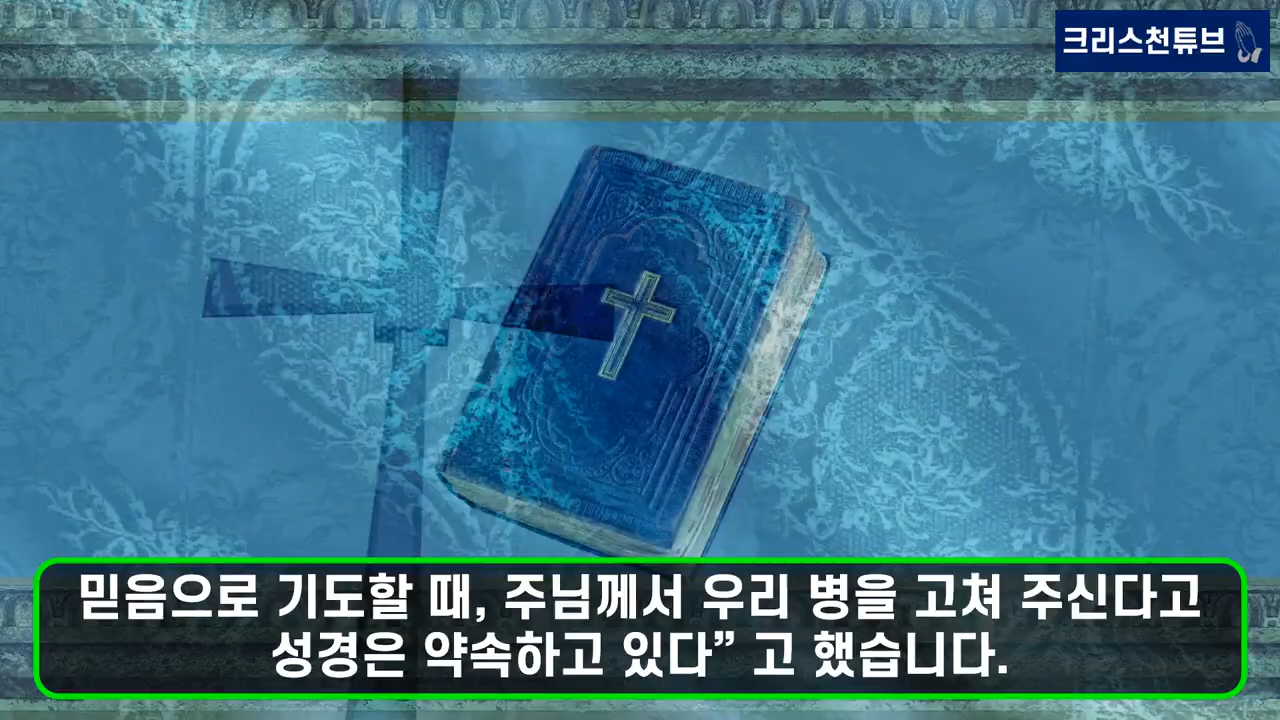 크리스천튜브
믿음으로 기도할 때, 주님께서 우리 병을 고쳐 주신다고
성경은 약속하고 있다” 고 했습니다.